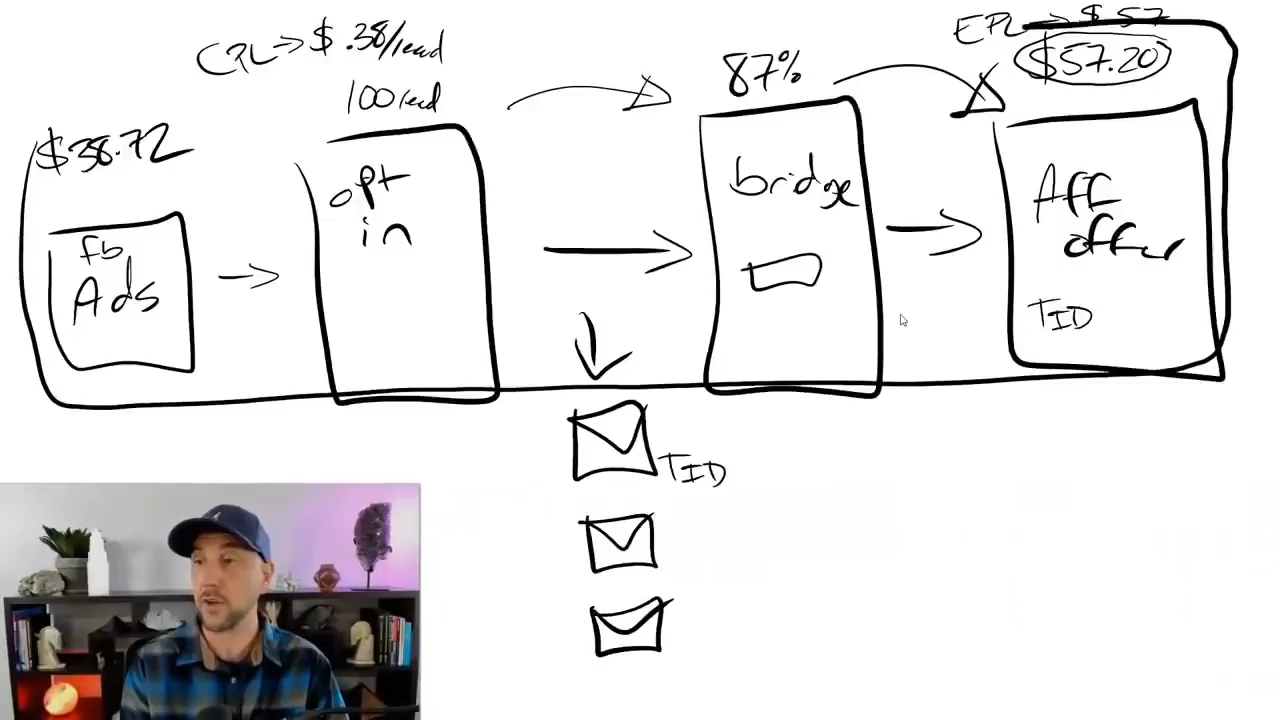 CPL → $ .38/lead
100 lead
$38.72
fb
Ads
opt
in
87%
bridge
EPL → $ .57
$57.20
Aff
offer
TID
TID